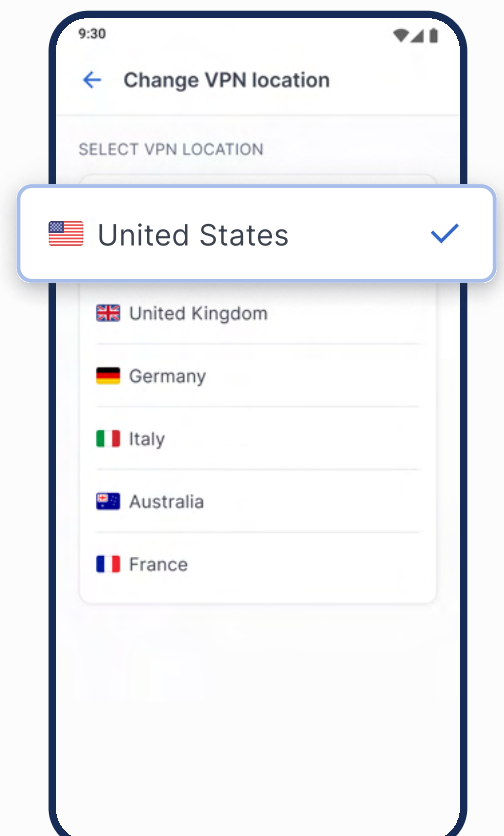 9:30
Change VPN location
SELECT VPN LOCATION
United States
United Kingdom
Germany
Italy
Australia
France